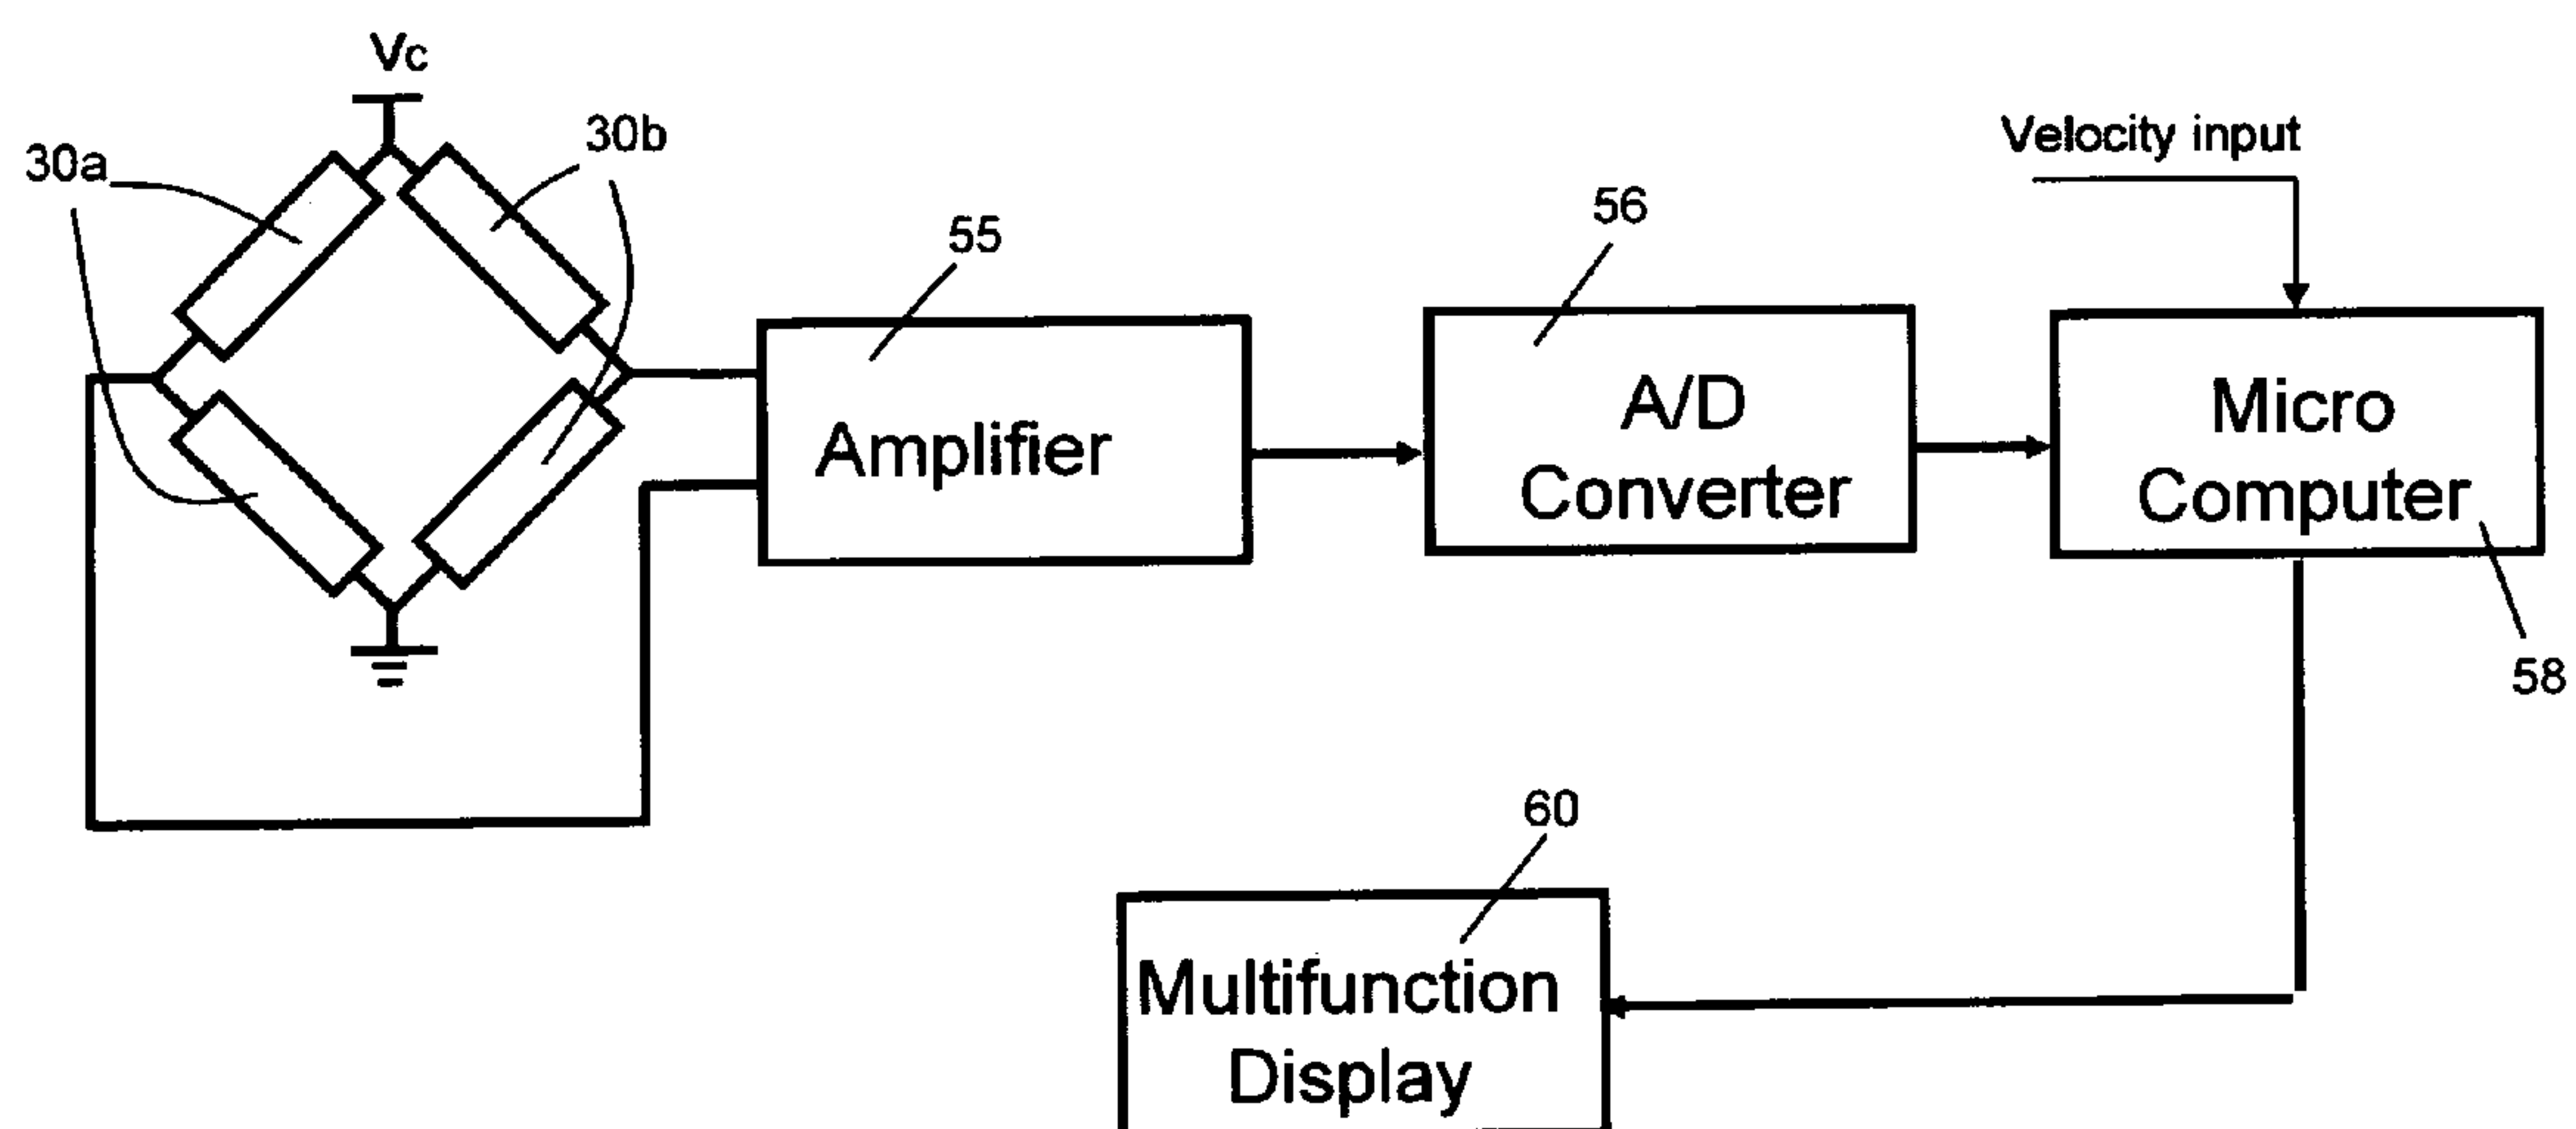 Vc
30a
30b
55
Amplifier
56
A/D
Converter
Velocity input
Micro
Computer
58
60
Multifunction
Display